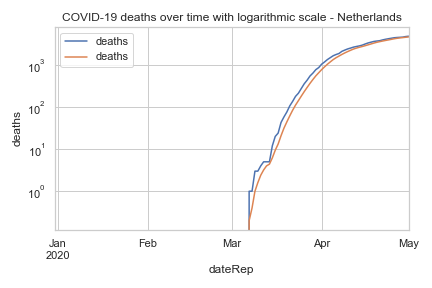 COVID-19 deaths over time with logarithmic scale - Netherlands
deaths
deaths
10³
10²
10¹
10⁰
deaths
Jan
2020
Feb
Mar
Apr
May
dateRep